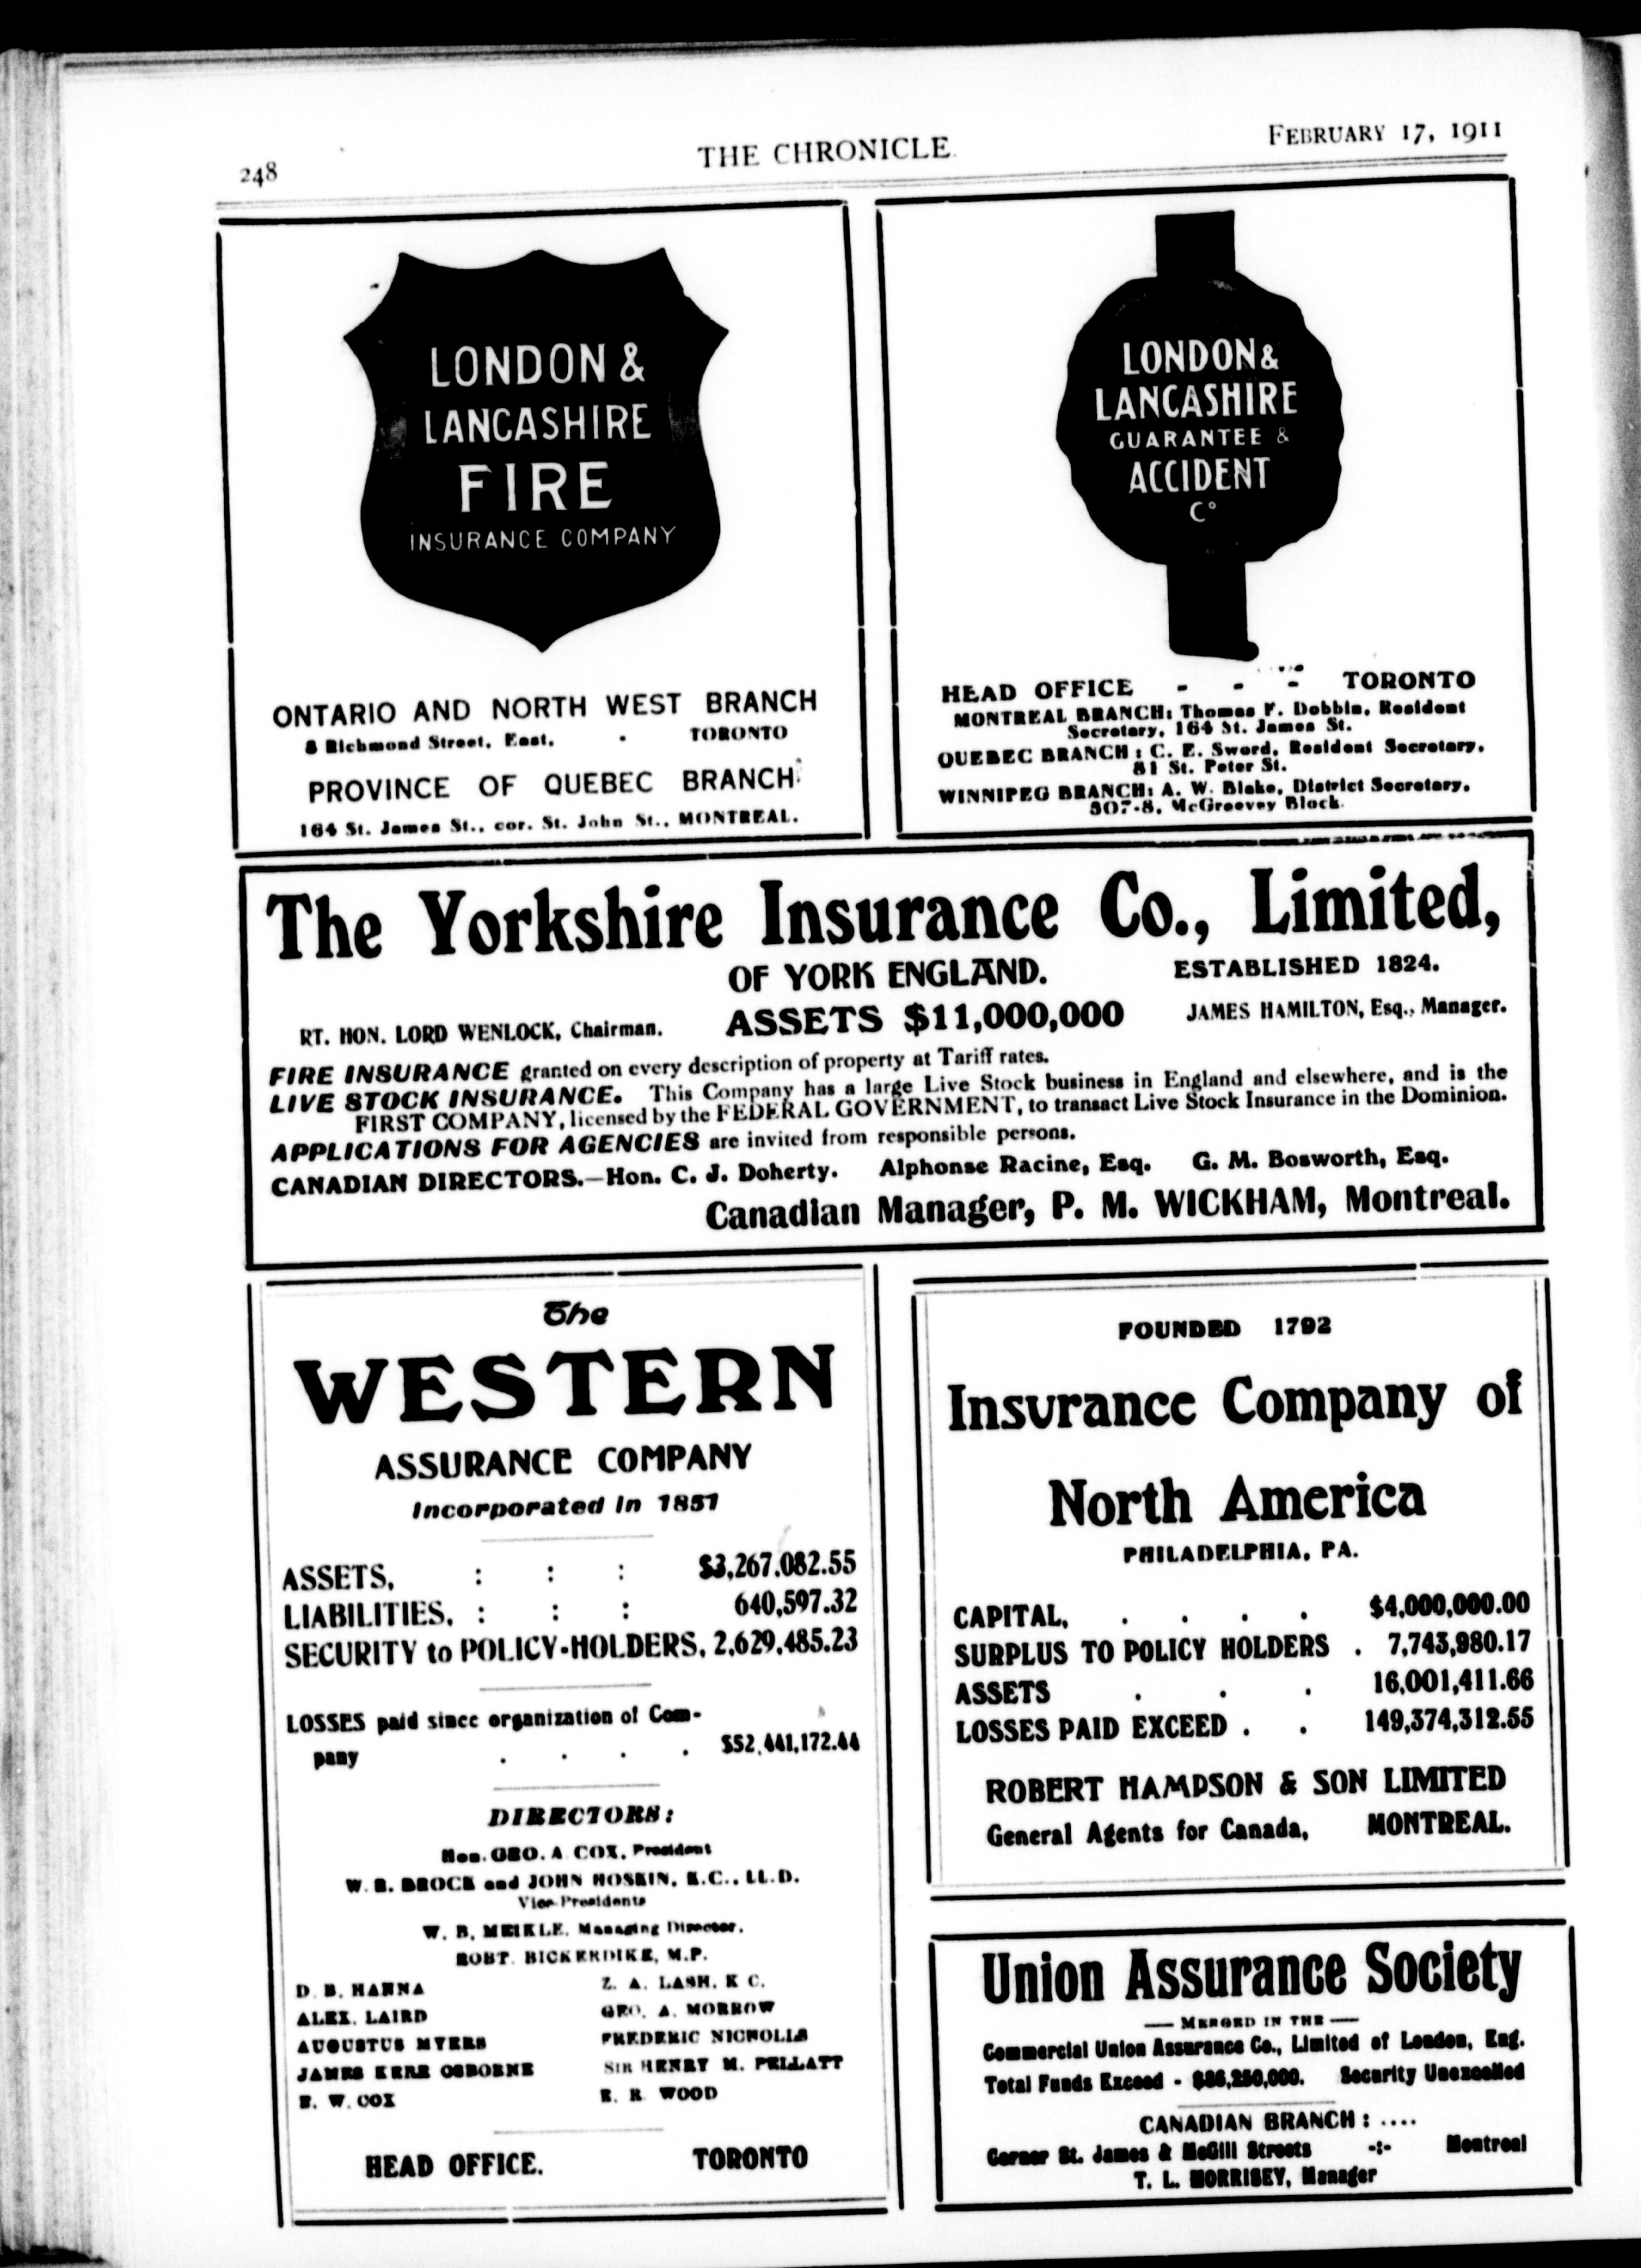 248
THE CHRONICLE.
FEBRUARY 17, 1911
LONDON &
LANCASHIRE
FIRE
INSURANCE COMPANY
ONTARIO AND NORTH WEST BRANCH
8 Richmond Street, East, - TORONTO
PROVINCE OF QUEBEC BRANCH:
164 St. James St., cor. St. John St., MONTREAL.
LONDON &
LANCASHIRE
GUARANTEE &
ACCIDENT
Co
HEAD OFFICE - - - TORONTO
MONTREAL BRANCH: Thomas F. Dobbin, Resident
Secretary, 164 St. James St.
QUEBEC BRANCH: C. E. Sword, Resident Secretary,
81 St. Peter St.
WINNIPEG BRANCH: A. W. Blake, District Secretary,
507-8, McGreevey Block.
The Yorkshire Insurance Co., Limited,
OF YORK ENGLAND. ESTABLISHED 1824.
RT. HON. LORD WENLOCK, Chairman. ASSETS $11,000,000 JAMES HAMILTON, Esq., Manager.
FIRE INSURANCE granted on every description of property at Tariff rates.
LIVE STOCK INSURANCE. This Company has a large Live Stock business in England and elsewhere, and is the
FIRST COMPANY, licensed by the FEDERAL GOVERNMENT, to transact Live Stock Insurance in the Dominion.
APPLICATIONS FOR AGENCIES are invited from responsible persons.
CANADIAN DIRECTORS.—Hon. C. J. Doherty. Alphonse Racine, Esq. G. M. Bosworth, Esq.
Canadian Manager, P. M. WICKHAM, Montreal.
The
WESTERN
ASSURANCE COMPANY
Incorporated in 1851
ASSETS, : : : $3,267,082.55
LIABILITIES, : : : 640,597.32
SECURITY to POLICY-HOLDERS, 2,629,485.23
LOSSES paid since organization of Com-
pany . . . . $52,441,172.44
DIRECTORS:
Hon. GEO. A. COX, President
W. R. BROCK and JOHN HOSKIN, K.C., LL.D.
Vice-Presidents
W. B. MEIKLE, Managing Director.
ROBT. BICKERDIKE, M.P.
D. B. HANNA Z. A. LASH, K C.
ALEX. LAIRD GEO. A. MORROW
AUGUSTUS MYERS FREDERIC NICHOLLS
JAMES KERR OSBORNE SIR HENRY M. PELLATT
E. W. COX E. R. WOOD
HEAD OFFICE. TORONTO
FOUNDED 1792
Insurance Company of
North America
PHILADELPHIA, PA.
CAPITAL, . . . . $4,000,000.00
SURPLUS TO POLICY HOLDERS . 7,743,980.17
ASSETS . . . 16,001,411.66
LOSSES PAID EXCEED . . 149,374,312.55
ROBERT HAMPSON & SON LIMITED
General Agents for Canada, MONTREAL.
Union Assurance Society
— MERGED IN THE —
Commercial Union Assurance Co., Limited of London, Eng.
Total Funds Exceed - $86,250,000. Security Unexcelled
CANADIAN BRANCH: ....
Corner St. James & McGill Streets -:- Montreal
T. L. MORRISEY, Manager